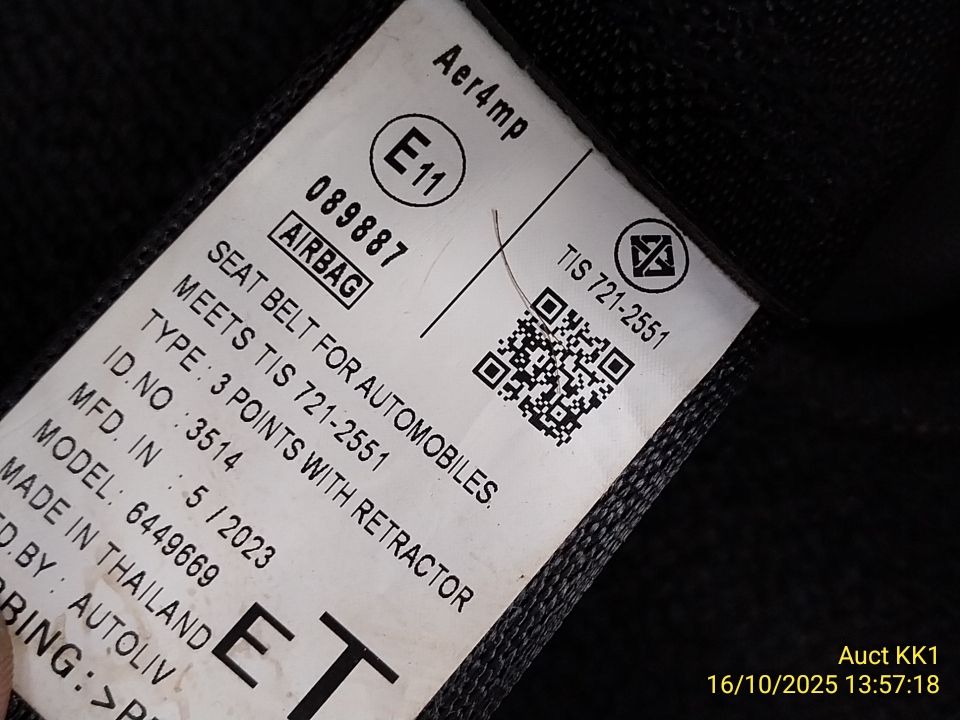 Aer4mp
E11
089887
AIRBAG
TIS 721-2551
SEAT BELT FOR AUTOMOBILES.
MEETS TIS 721-2551
TYPE : 3 POINTS WITH RETRACTOR
ID.NO : 3514
MFD. IN : 5 / 2023
MODEL: 6449669
MADE IN THAILAND
D.BY : AUTOLIV
ET
BING: >P
Auct KK1
16/10/2025 13:57:18